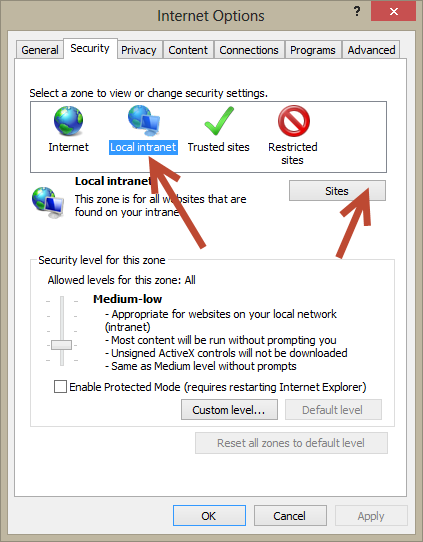 Internet Options
?
General
Security
Privacy
Content
Connections
Programs
Advanced
Select a zone to view or change security settings.
Internet
Local intranet
Trusted sites
Restricted
sites
Local intranet
Sites
This zone is for all websites that are
found on your intranet.
Security level for this zone
Allowed levels for this zone: All
Medium-low
- Appropriate for websites on your local network
(intranet)
- Most content will be run without prompting you
- Unsigned ActiveX controls will not be downloaded
- Same as Medium level without prompts
Enable Protected Mode (requires restarting Internet Explorer)
Custom level...
Default level
Reset all zones to default level
OK
Cancel
Apply